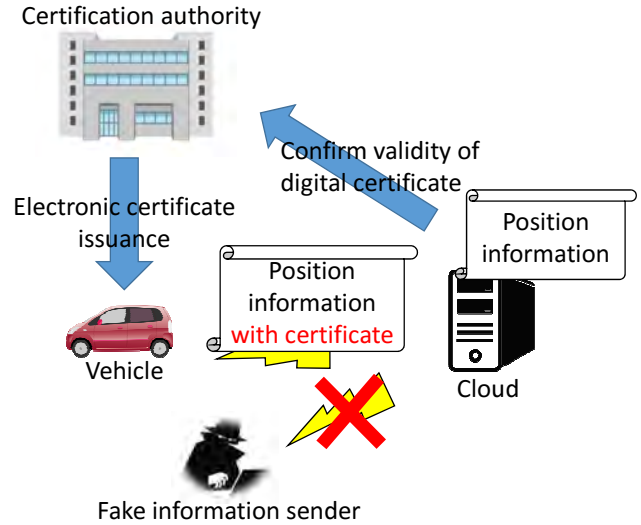 Certification authority
Confirm validity of
digital certificate
Electronic certificate
issuance
Position
information
Position
information
with certificate
Vehicle
Cloud
Fake information sender